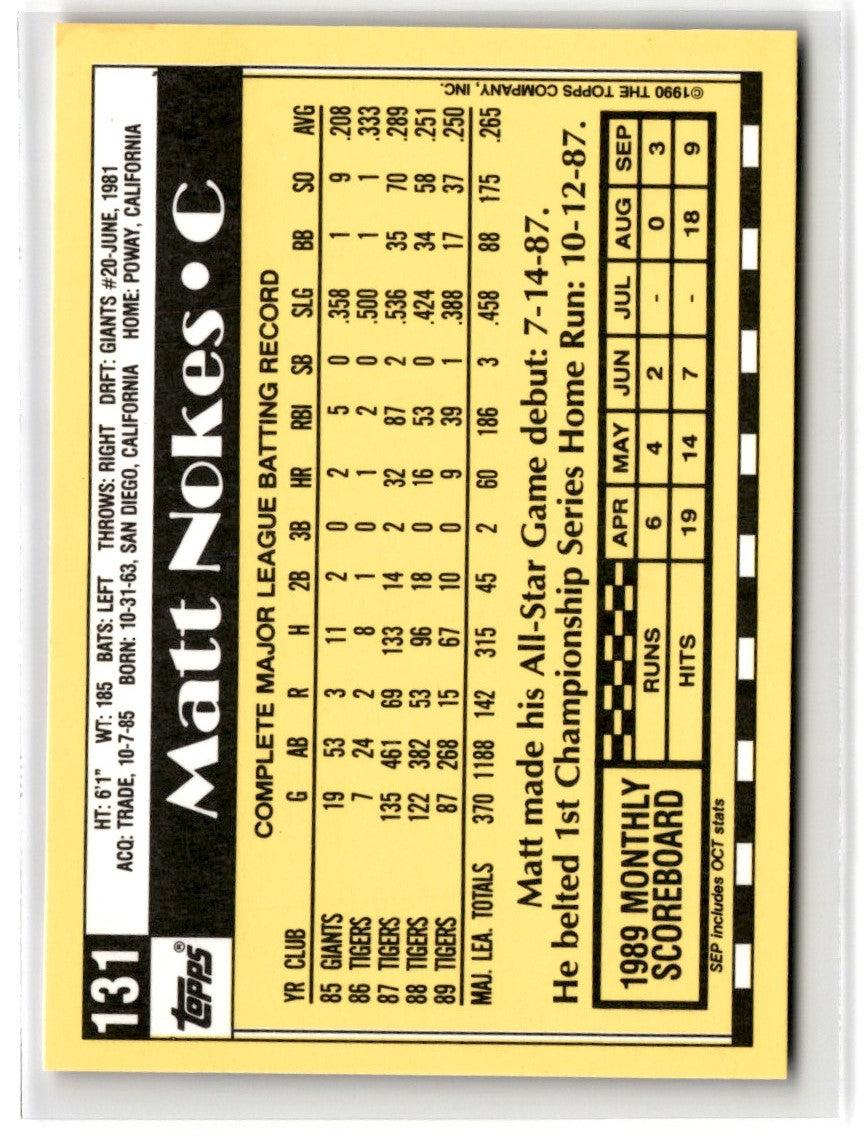 131
HT: 6'1" WT: 185 BATS: LEFT THROWS: RIGHT DRFT: GIANTS #20-JUNE, 1981
ACQ: TRADE, 10-7-85 BORN: 10-31-63, SAN DIEGO, CALIFORNIA HOME: POWAY, CALIFORNIA
topps® Matt Nokes • C
COMPLETE MAJOR LEAGUE BATTING RECORD
YR CLUB G AB R H 2B 3B HR RBI SB SLG BB SO AVG
85 GIANTS 19 53 3 11 2 0 2 5 0 .358 1 9 .208
86 TIGERS 7 24 2 8 1 0 1 2 0 .500 1 1 .333
87 TIGERS 135 461 69 133 14 2 32 87 2 .536 35 70 .289
88 TIGERS 122 382 53 96 18 0 16 53 0 .424 34 58 .251
89 TIGERS 87 268 15 67 10 0 9 39 1 .388 17 37 .250
MAJ. LEA. TOTALS 370 1188 142 315 45 2 60 186 3 .458 88 175 .265
Matt made his All-Star Game debut: 7-14-87.
He belted 1st Championship Series Home Run: 10-12-87.
1989 MONTHLY
SCOREBOARD
APR MAY JUN JUL AUG SEP
RUNS 6 4 2 - 0 3
HITS 19 14 7 - 18 9
SEP includes OCT stats
©1990 THE TOPPS COMPANY, INC.